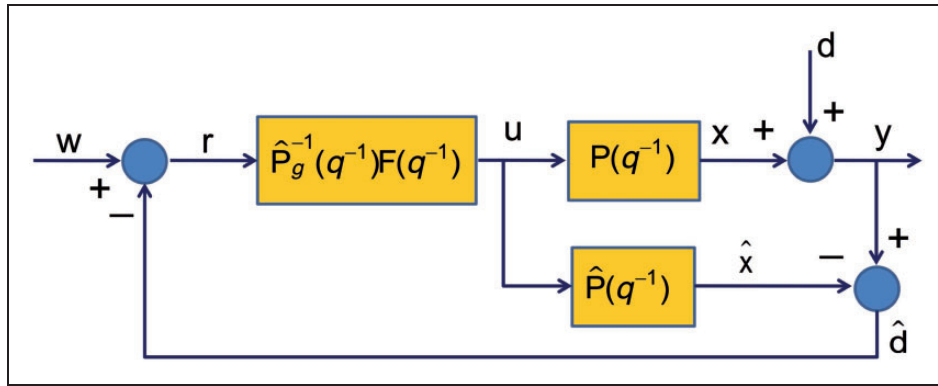 d
w + − r P̂g⁻¹(q⁻¹)F(q⁻¹) u P(q⁻¹) x + + y
P̂(q⁻¹) x̂ − +
d̂